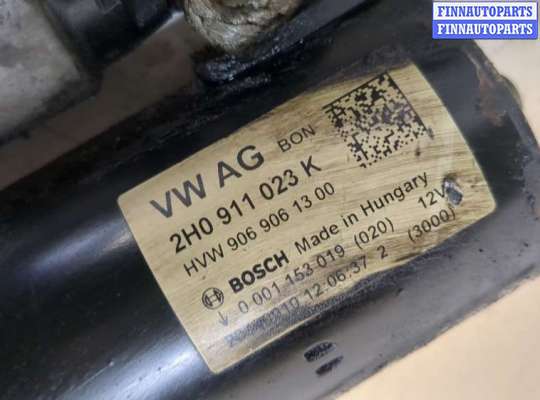 FINNAUTOPARTS
FINNAUTOPARTS
VW AG BON
2H0 911 023 K
HVW 906 906 13 00
BOSCH Made in Hungary
0 001 153 019 (020) 12V
12:06:37 2 (3000)